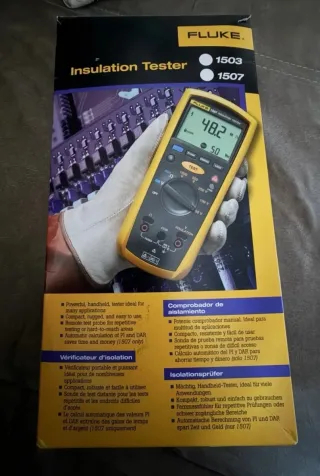 FLUKE®
Insulation Tester
1503
1507
FLUKE
48.2
5.0
TEST
Powerful, handheld, tester ideal for
many applications
Compact, rugged, and easy to use.
Remote test probe for repetitive
testing or hard-to-reach areas
Automatic calculation of PI and DAR
saves time and money (1507 only)
Comprobador de
aislamiento
Potente comprobador manual, ideal para
multitud de aplicaciones
Compacto, resistente y fácil de usar
Sonda de prueba remota para pruebas
repetitivas o zonas de difícil acceso
Cálculo automático del PI y DAR para
ahorrar tiempo y dinero (sólo 1507)
Vérificateur d'isolation
Vérificateur portable et puissant
idéal pour de nombreuses
applications
Compact, robuste et facile à utiliser
Sonde de test distante pour les tests
répétitifs et les endroits difficiles
d'accès
Le calcul automatique des valeurs PI
et DAR entraîne des gains de temps
et d'argent (1507 uniquement)
Isolationsprüfer
Mächtig, Handheld-Tester, ideal für viele
Anwendungen
Kompakt, robust und einfach zu gebrauchen
Fernmessfühler für repetitive Prüfungen oder
schwer zugängliche Bereiche
Automatische Berechnung von PI und DAR,
spart Zeit und Geld (nur 1507)